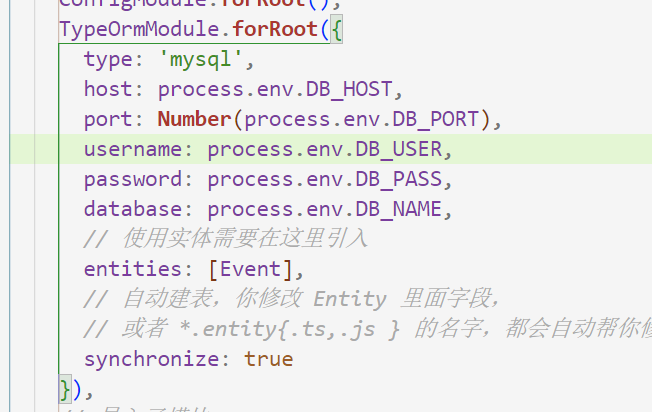 ConfigModule.forRoot(),
TypeOrmModule.forRoot({
type: 'mysql',
host: process.env.DB_HOST,
port: Number(process.env.DB_PORT),
username: process.env.DB_USER,
password: process.env.DB_PASS,
database: process.env.DB_NAME,
// 使用实体需要在这里引入
entities: [Event],
// 自动建表，你修改 Entity 里面字段，
// 或者 *.entity{.ts,.js } 的名字，都会自动帮你修
synchronize: true
}),